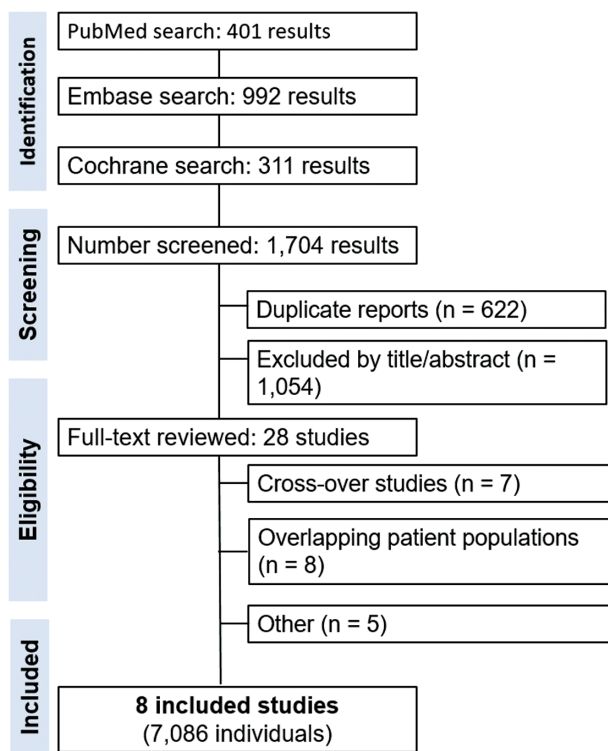 Identification
PubMed search: 401 results
Embase search: 992 results
Cochrane search: 311 results
Screening
Number screened: 1,704 results
Duplicate reports (n = 622)
Excluded by title/abstract (n =
1,054)
Eligibility
Full-text reviewed: 28 studies
Cross-over studies (n = 7)
Overlapping patient populations
(n = 8)
Other (n = 5)
Included
8 included studies
(7,086 individuals)